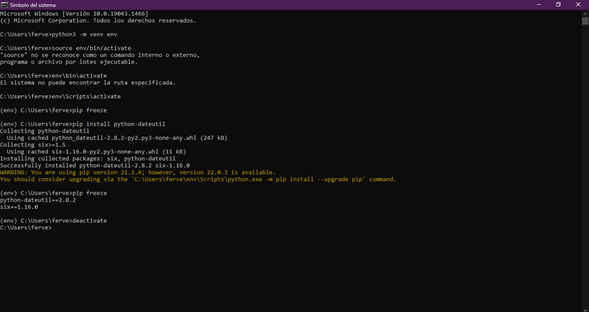 Símbolo del sistema
Microsoft Windows [Versión 10.0.19043.1466]
(c) Microsoft Corporation. Todos los derechos reservados.
C:\Users\ferve>python3 -m venv env
C:\Users\ferve>source env/bin/activate
"source" no se reconoce como un comando interno o externo,
programa o archivo por lotes ejecutable.
C:\Users\ferve>env\bin\activate
El sistema no puede encontrar la ruta especificada.
C:\Users\ferve>env\Scripts\activate
(env) C:\Users\ferve>pip freeze
(env) C:\Users\ferve>pip install python-dateutil
Collecting python-dateutil
Using cached python_dateutil-2.8.2-py2.py3-none-any.whl (247 kB)
Collecting six>=1.5
Using cached six-1.16.0-py2.py3-none-any.whl (11 kB)
Installing collected packages: six, python-dateutil
Successfully installed python-dateutil-2.8.2 six-1.16.0
WARNING: You are using pip version 21.2.4; however, version 22.0.3 is available.
You should consider upgrading via the 'C:\Users\ferve\env\Scripts\python.exe -m pip install --upgrade pip' command.
(env) C:\Users\ferve>pip freeze
python-dateutil==2.8.2
six==1.16.0
(env) C:\Users\ferve>deactivate
C:\Users\ferve>